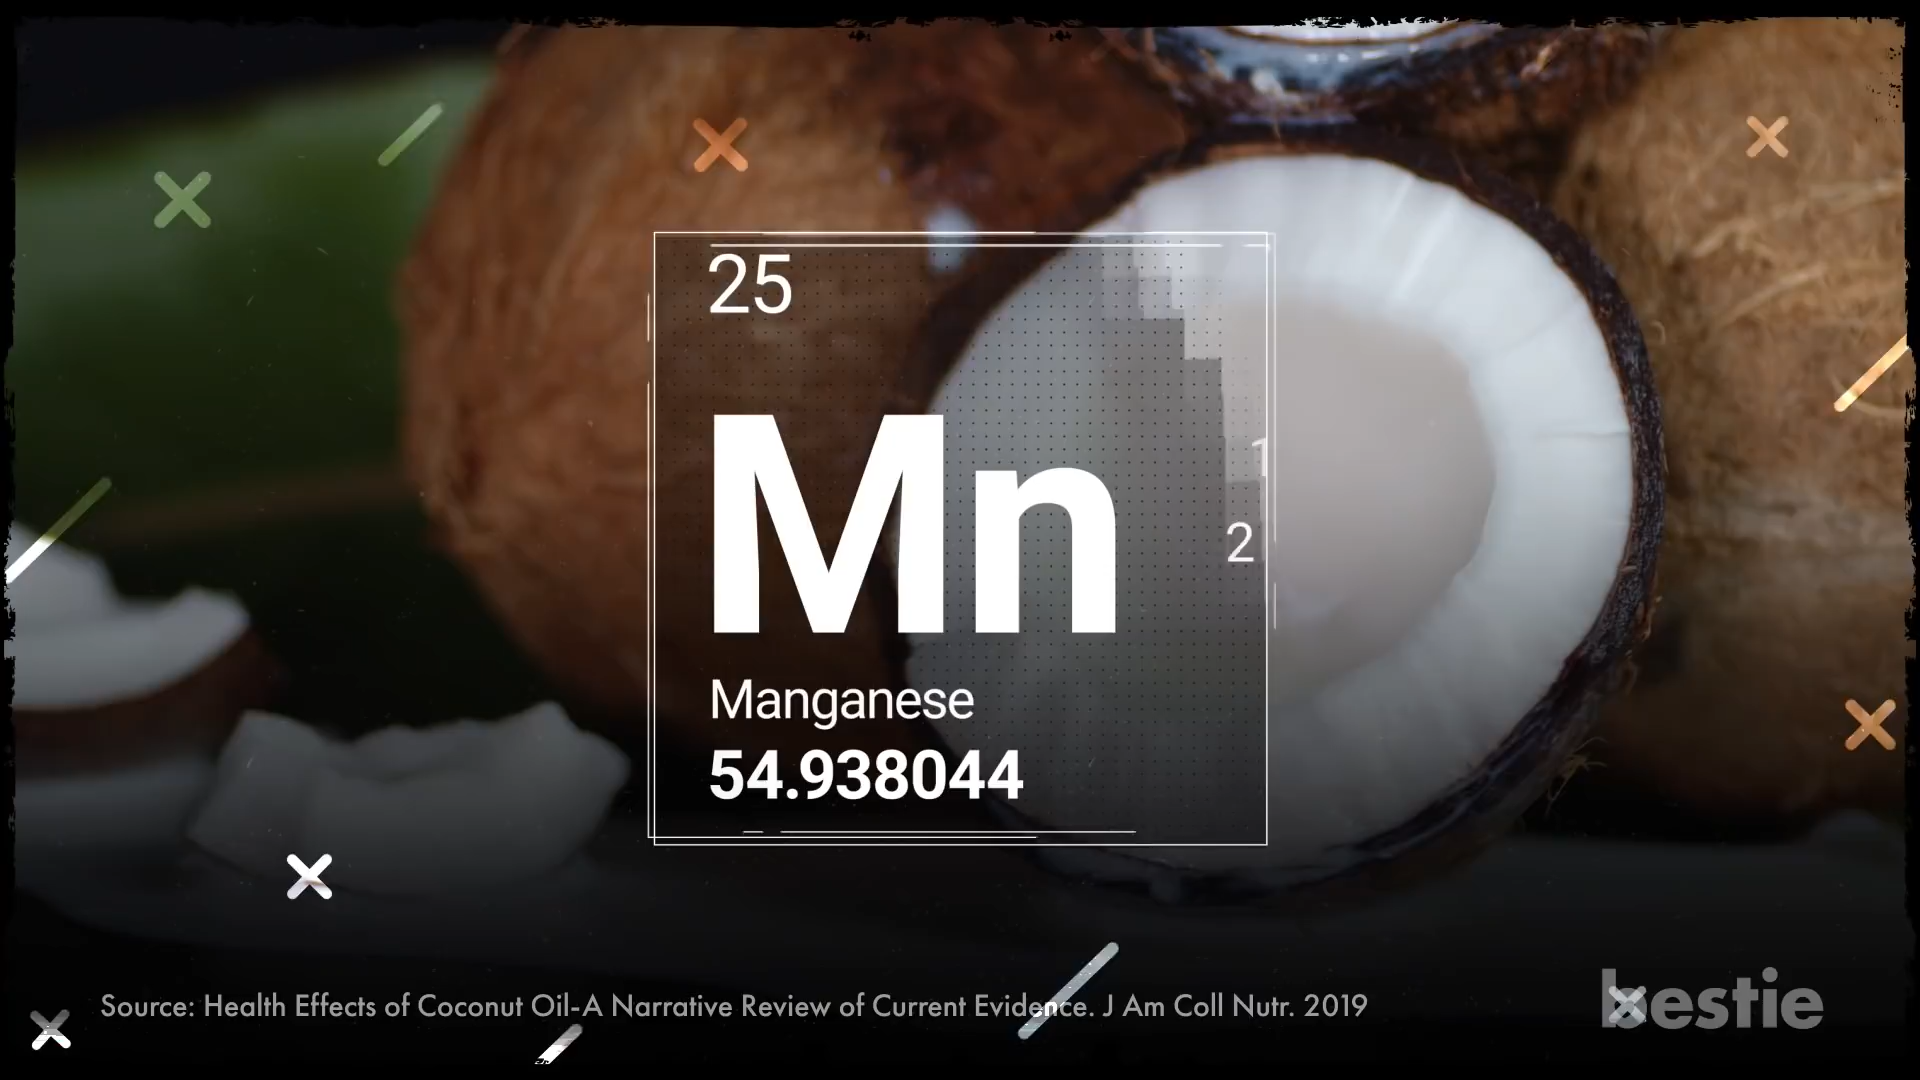 25
Mn
2
Manganese
54.938044
Source: Health Effects of Coconut Oil-A Narrative Review of Current Evidence. J Am Coll Nutr. 2019
bestie